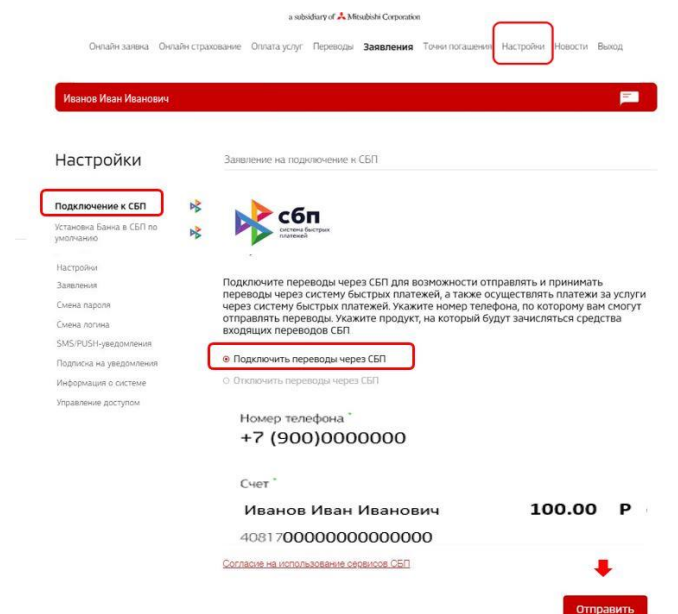 a subsidiary of Mitsubishi Corporation
Онлайн заявка Онлайн страхование Оплата услуг Переводы Заявления Точки погашения Настройки Новости Выход
Иванов Иван Иванович
Настройки
Заявление на подключение к СБП
Подключение к СБП
Установка Банка в СБП по
умолчанию
Настройки
Заявления
Смена пароля
Смена логина
SMS/PUSH-уведомления
Подписка на уведомления
Информация о системе
Управление доступом
сбп
система быстрых
платежей
Подключите переводы через СБП для возможности отправлять и принимать
переводы через систему быстрых платежей, а также осуществлять платежи за услуги
через систему быстрых платежей. Укажите номер телефона, по которому вам смогут
отправлять переводы. Укажите продукт, на который будут зачисляться средства
входящих переводов СБП
Подключить переводы через СБП
Отключить переводы через СБП
Номер телефона *
+7 (900)0000000
Счет *
Иванов Иван Иванович 100.00 Р
40817000000000000000
Согласие на использование сервисов СБП
Отправить